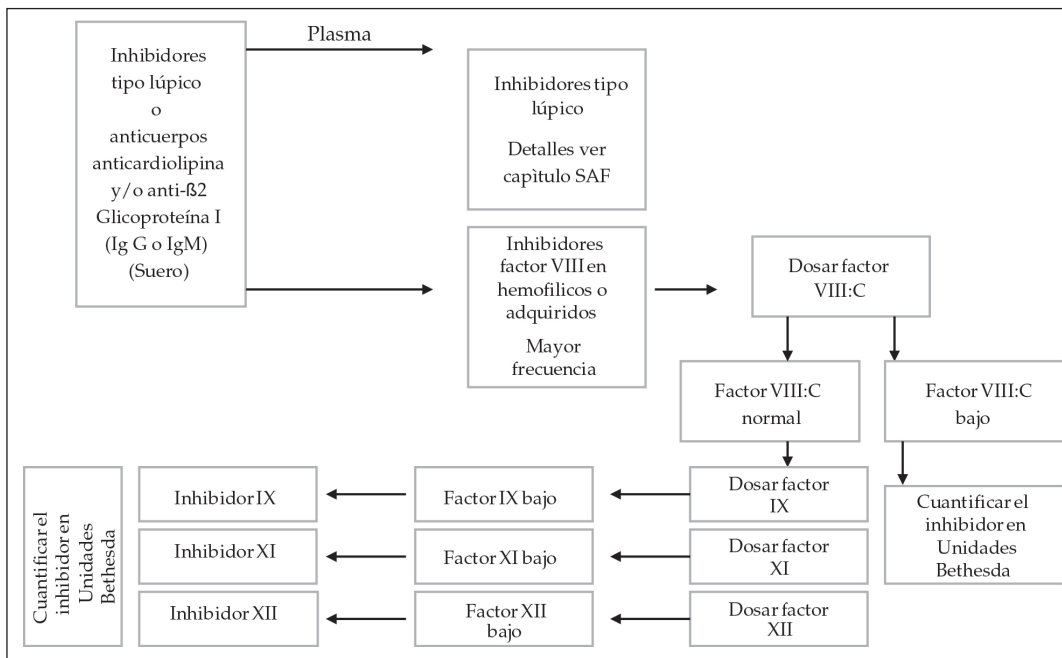 Inhibidores
tipo lúpico
o
anticuerpos
anticardiolipina
y/o anti-ß2
Glicoproteína I
(Ig G o IgM)
(Suero)
Plasma
Inhibidores tipo
lúpico
Detalles ver
capìtulo SAF
Inhibidores
factor VIII en
hemofilicos o
adquiridos
Mayor
frecuencia
Dosar factor
VIII:C
Factor VIII:C
normal
Factor VIII:C
bajo
Cuantificar el
inhibidor en
Unidades
Bethesda
Dosar factor
IX
Factor IX bajo
Inhibidor IX
Dosar factor
XI
Factor XI bajo
Inhibidor XI
Dosar factor
XII
Factor XII
bajo
Inhibidor XII
Cuantificar el
inhibidor en
Unidades
Bethesda